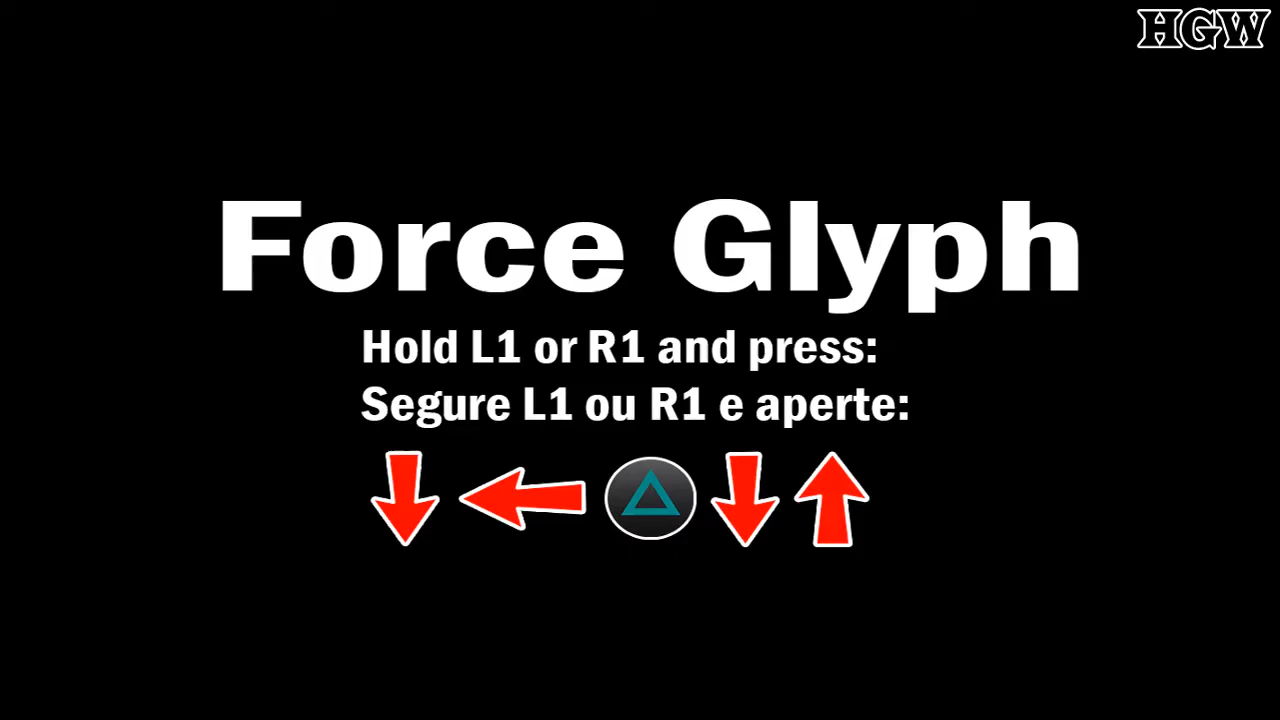 HGW
Force Glyph
Hold L1 or R1 and press:
Segure L1 ou R1 e aperte: